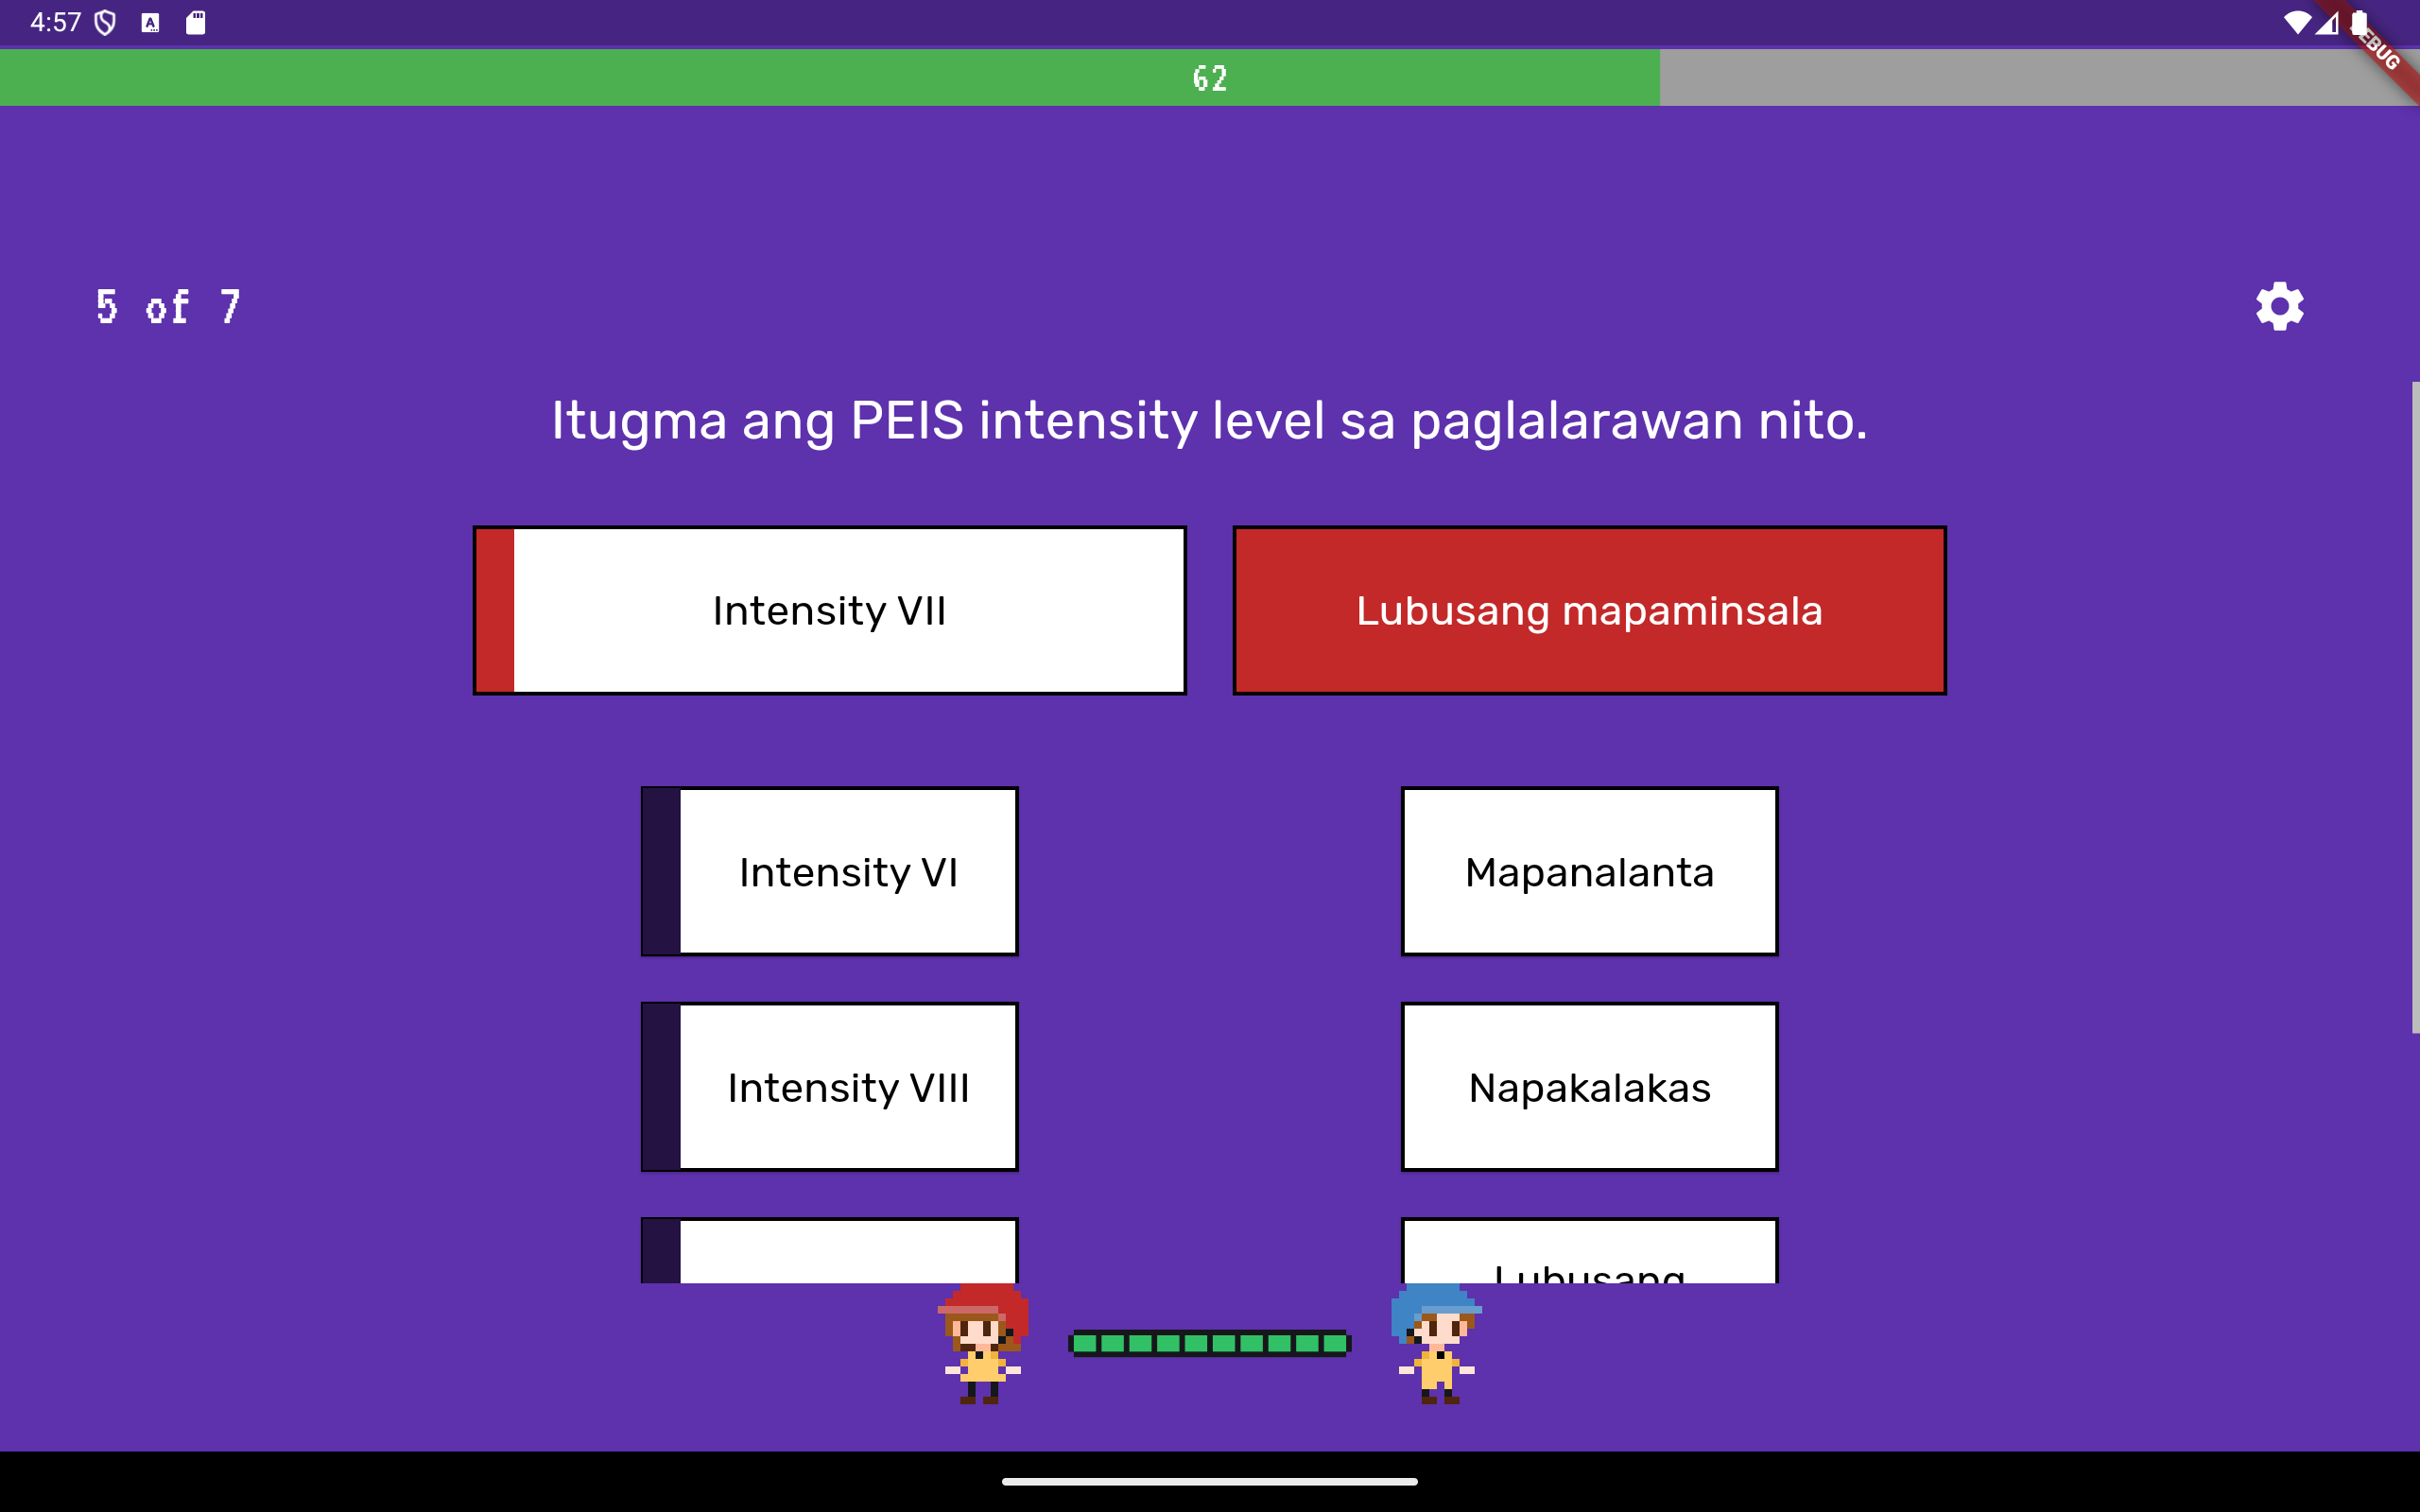 4:57
DEBUG
62
5 of 7
Itugma ang PEIS intensity level sa paglalarawan nito.
Intensity VII
Lubusang mapaminsala
Intensity VI
Mapanalanta
Intensity VIII
Napakalakas
Lubusang